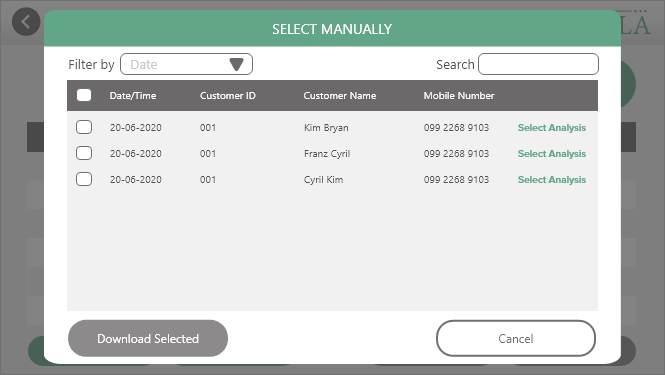 SELECT MANUALLY
LA
Filter by Date Search
Date/Time Customer ID Customer Name Mobile Number
20-06-2020 001 Kim Bryan 099 2268 9103 Select Analysis
20-06-2020 001 Franz Cyril 099 2268 9103 Select Analysis
20-06-2020 001 Cyril Kim 099 2268 9103 Select Analysis
Download Selected Cancel